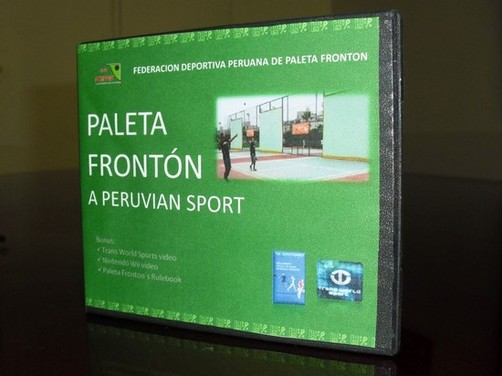 FEDERACION DEPORTIVA PERUANA DE PALETA FRONTON
PALETA
FRONTÓN
A PERUVIAN SPORT
Bonus:
✓ Trans World Sports video
✓ Nintendo Wii video
✓ Paleta Fronton´s Rulebook